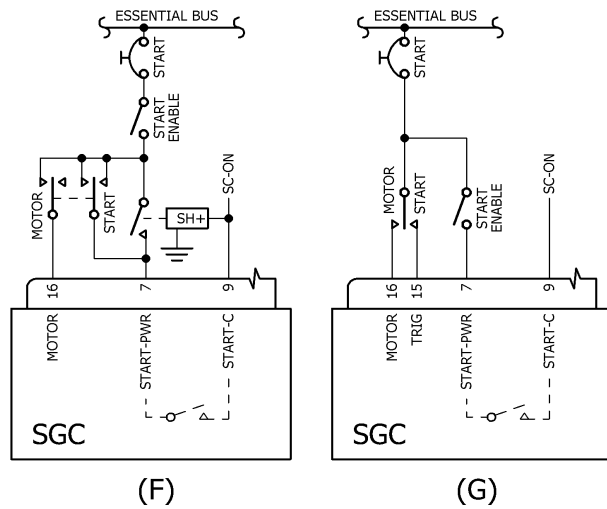 ESSENTIAL BUS
START
START
ENABLE
MOTOR
START
SH+
SC-ON
16
7
9
MOTOR
START-PWR
START-C
SGC
(F)
ESSENTIAL BUS
START
MOTOR
START
START
ENABLE
SC-ON
16
15
7
9
MOTOR
TRIG
START-PWR
START-C
SGC
(G)